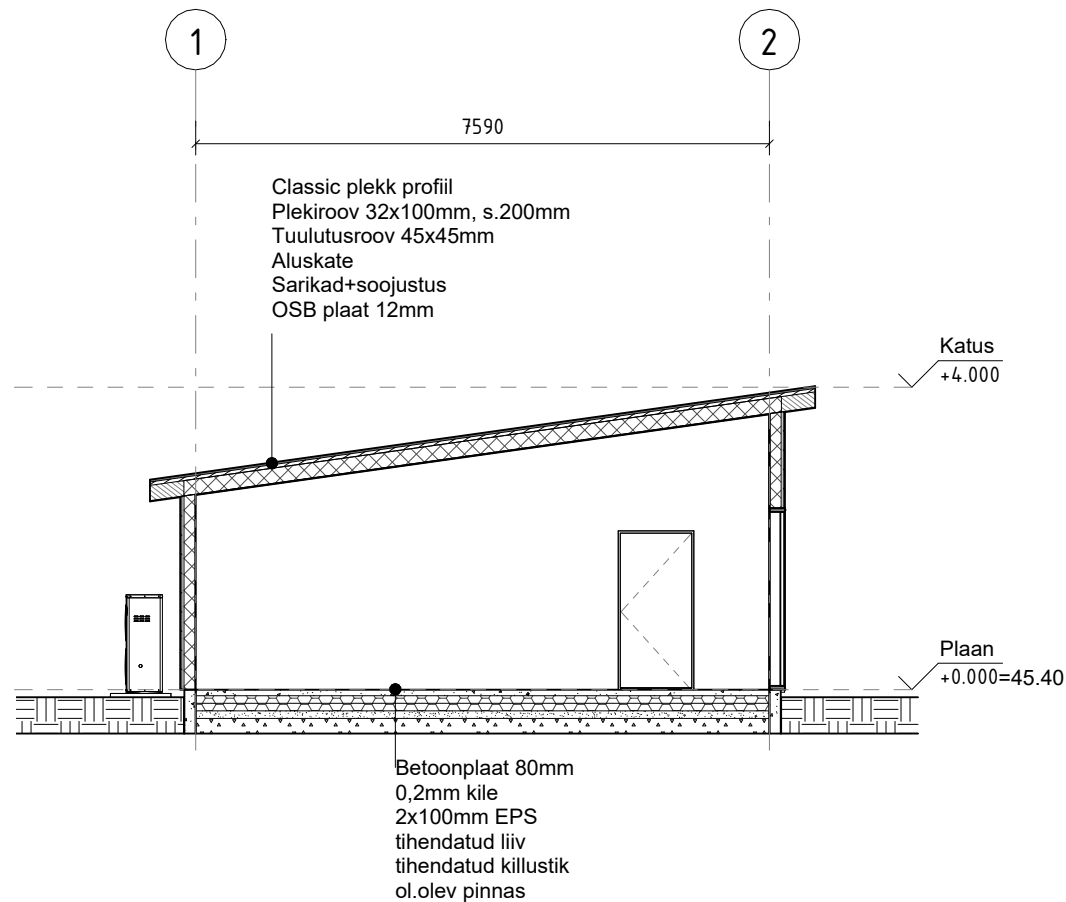 1
2
7590
Classic plekk profiil
Plekiroov 32x100mm, s.200mm
Tuulutusroov 45x45mm
Aluskate
Sarikad+soojustus
OSB plaat 12mm
Katus
+4.000
Plaan
+0.000=45.40
Betoonplaat 80mm
0,2mm kile
2x100mm EPS
tihendatud liiv
tihendatud killustik
ol.olev pinnas